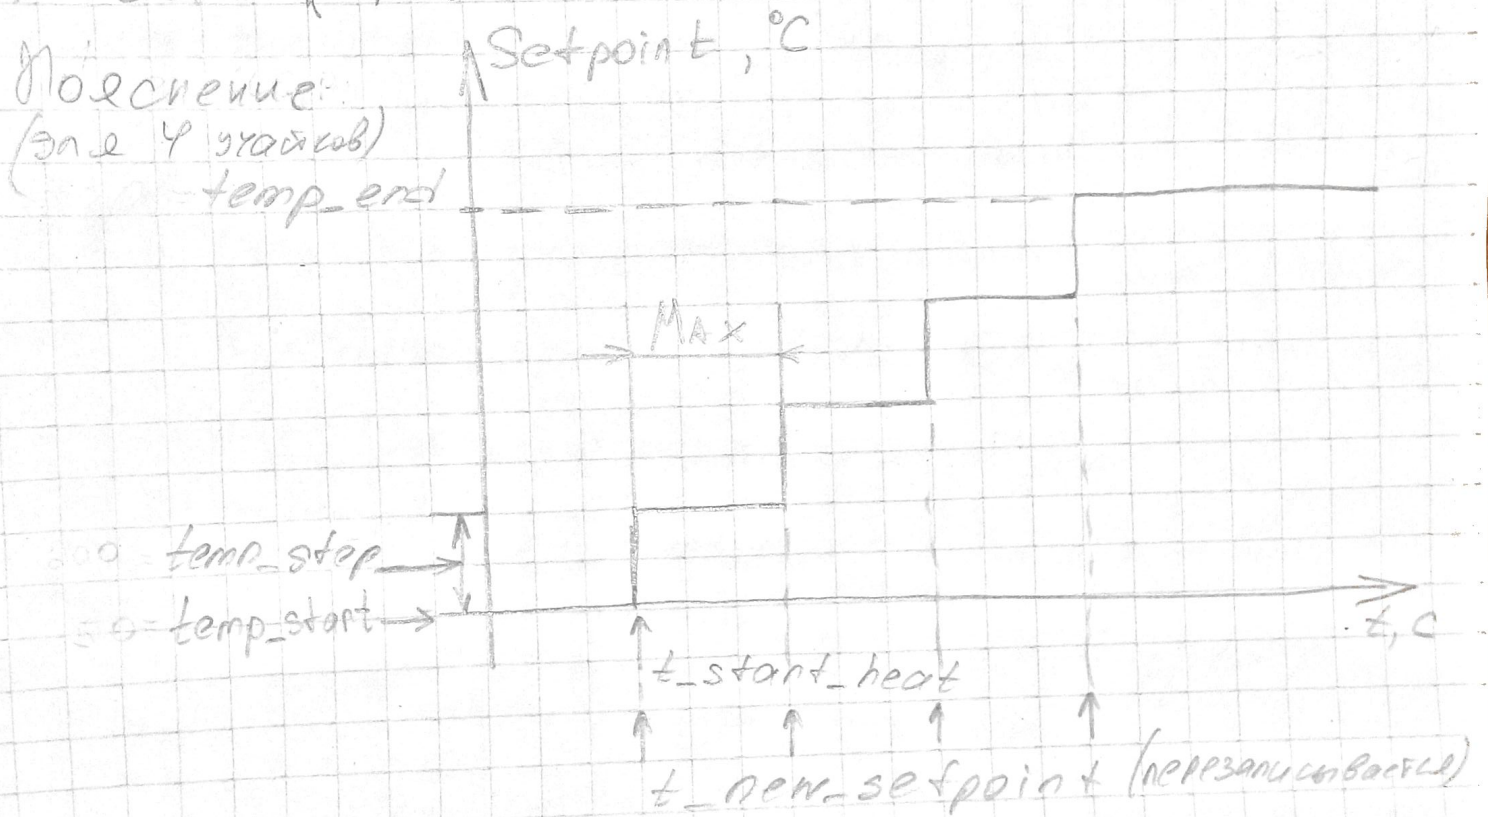 Setpoint, °C
Пояснение:
(для 4 участков)
temp_end
MAX
temp_step
temp_start
t, c
t_start_heat
t_new_setpoint (перезаписывается)